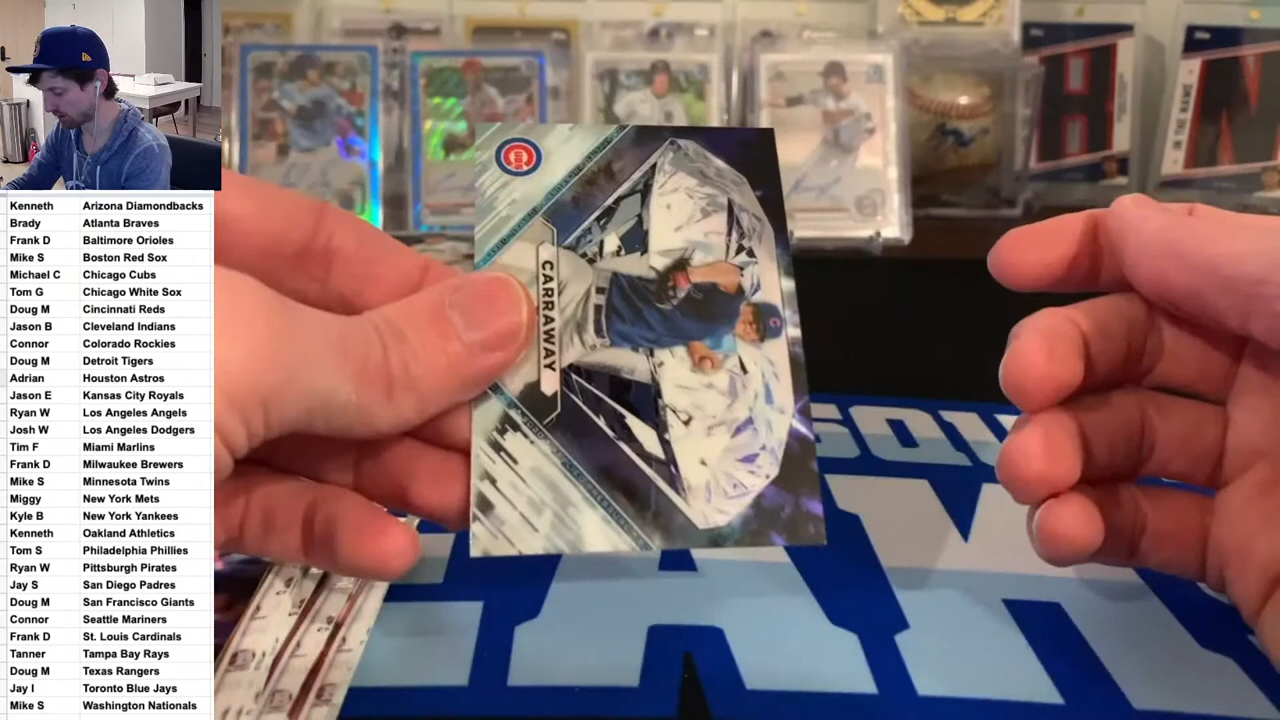 Kenneth Arizona Diamondbacks
Brady Atlanta Braves
Frank D Baltimore Orioles
Mike S Boston Red Sox
Michael C Chicago Cubs
Tom G Chicago White Sox
Doug M Cincinnati Reds
Jason B Cleveland Indians
Connor Colorado Rockies
Doug M Detroit Tigers
Adrian Houston Astros
Jason E Kansas City Royals
Ryan W Los Angeles Angels
Josh W Los Angeles Dodgers
Tim F Miami Marlins
Frank D Milwaukee Brewers
Mike S Minnesota Twins
Miggy New York Mets
Kyle B New York Yankees
Kenneth Oakland Athletics
Tom S Philadelphia Phillies
Ryan W Pittsburgh Pirates
Jay S San Diego Padres
Doug M San Francisco Giants
Connor Seattle Mariners
Frank D St. Louis Cardinals
Tanner Tampa Bay Rays
Doug M Texas Rangers
Jay I Toronto Blue Jays
Mike S Washington Nationals
CARRAWAY
CUBS
IN THE NAME